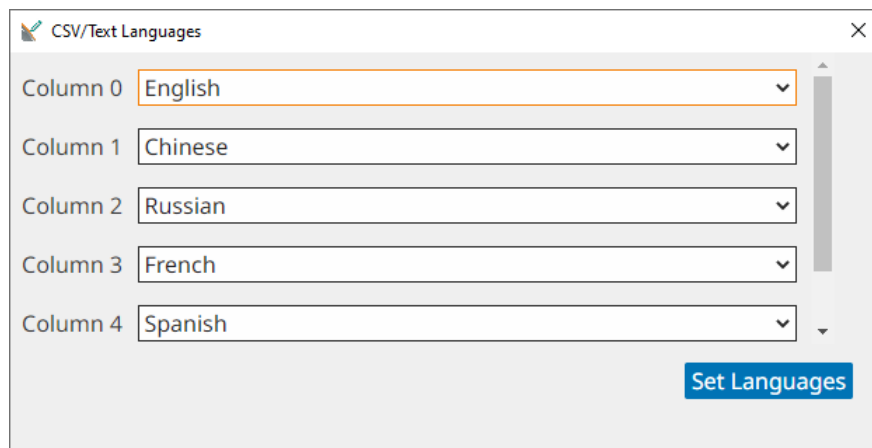 CSV/Text Languages
Column 0 English
Column 1 Chinese
Column 2 Russian
Column 3 French
Column 4 Spanish
Set Languages